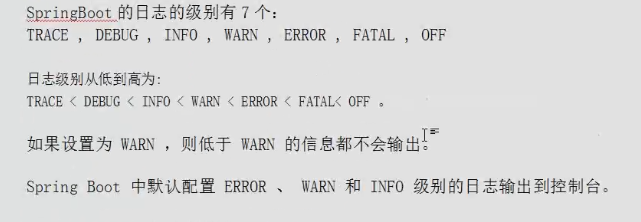 SpringBoot 的日志的级别有 7 个：
TRACE , DEBUG , INFO , WARN , ERROR , FATAL , OFF
日志级别从低到高为:
TRACE < DEBUG < INFO < WARN < ERROR < FATAL< OFF 。
如果设置为 WARN ，则低于 WARN 的信息都不会输出。
Spring Boot 中默认配置 ERROR 、 WARN 和 INFO 级别的日志输出到控制台。